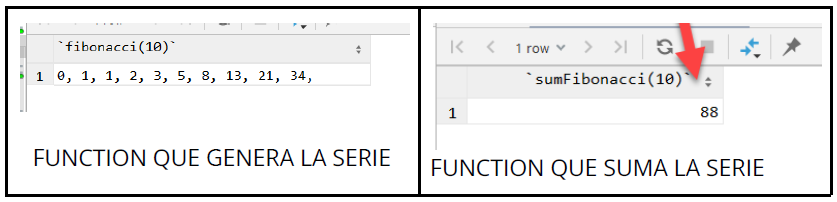 `fibonacci(10)`
1 0, 1, 1, 2, 3, 5, 8, 13, 21, 34,
FUNCTION QUE GENERA LA SERIE
1 row
`sumFibonacci(10)`
1 88
FUNCTION QUE SUMA LA SERIE